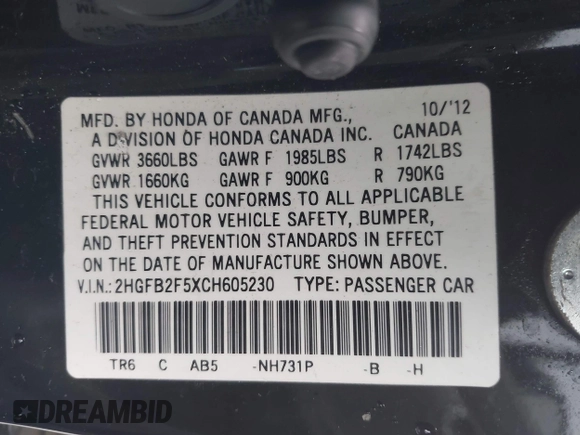 MFD. BY HONDA OF CANADA MFG., 10/'12
A DIVISION OF HONDA CANADA INC. CANADA
GVWR 3660LBS GAWR F 1985LBS R 1742LBS
GVWR 1660KG GAWR F 900KG R 790KG
THIS VEHICLE CONFORMS TO ALL APPLICABLE
FEDERAL MOTOR VEHICLE SAFETY, BUMPER,
AND THEFT PREVENTION STANDARDS IN EFFECT
ON THE DATE OF MANUFACTURE SHOWN ABOVE.
V.I.N.: 2HGFB2F5XCH605230 TYPE: PASSENGER CAR
TR6 C AB5 -NH731P -B -H
DREAMBID